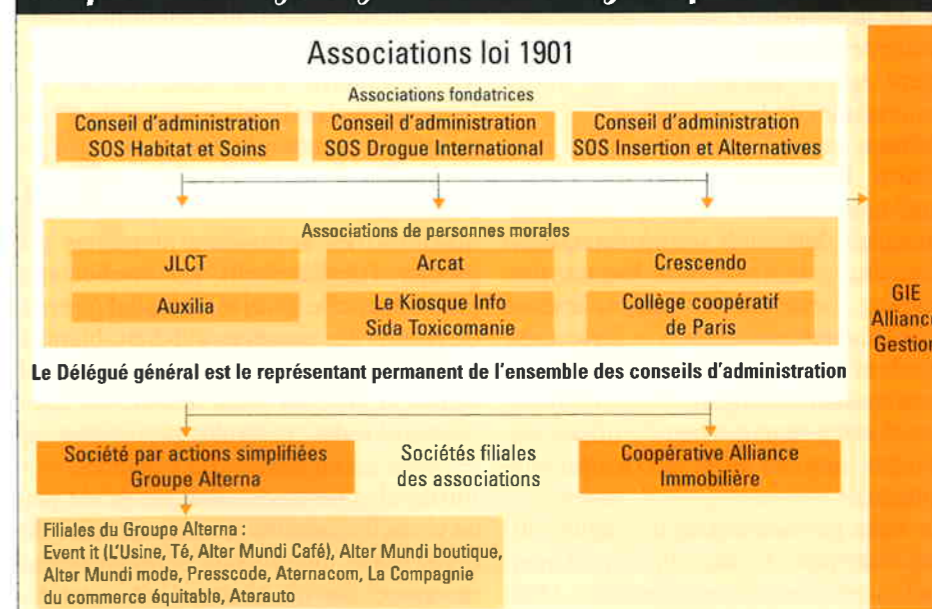 Associations loi 1901
Associations fondatrices
Conseil d'administration
SOS Habitat et Soins
Conseil d'administration
SOS Drogue International
Conseil d'administration
SOS Insertion et Alternatives
Associations de personnes morales
JLCT
Arcat
Crescendo
Auxilia
Le Kiosque Info
Sida Toxicomanie
Collège coopératif
de Paris
Le Délégué général est le représentant permanent de l'ensemble des conseils d'administration
GIE
Alliance
Gestion
Société par actions simplifiées
Groupe Alterna
Sociétés filiales
des associations
Coopérative Alliance
Immobilière
Filiales du Groupe Alterna :
Event it (L'Usine, Té, Alter Mundi Café), Alter Mundi boutique,
Alter Mundi mode, Presscode, Aternacom, La Compagnie
du commerce équitable, Aterauto